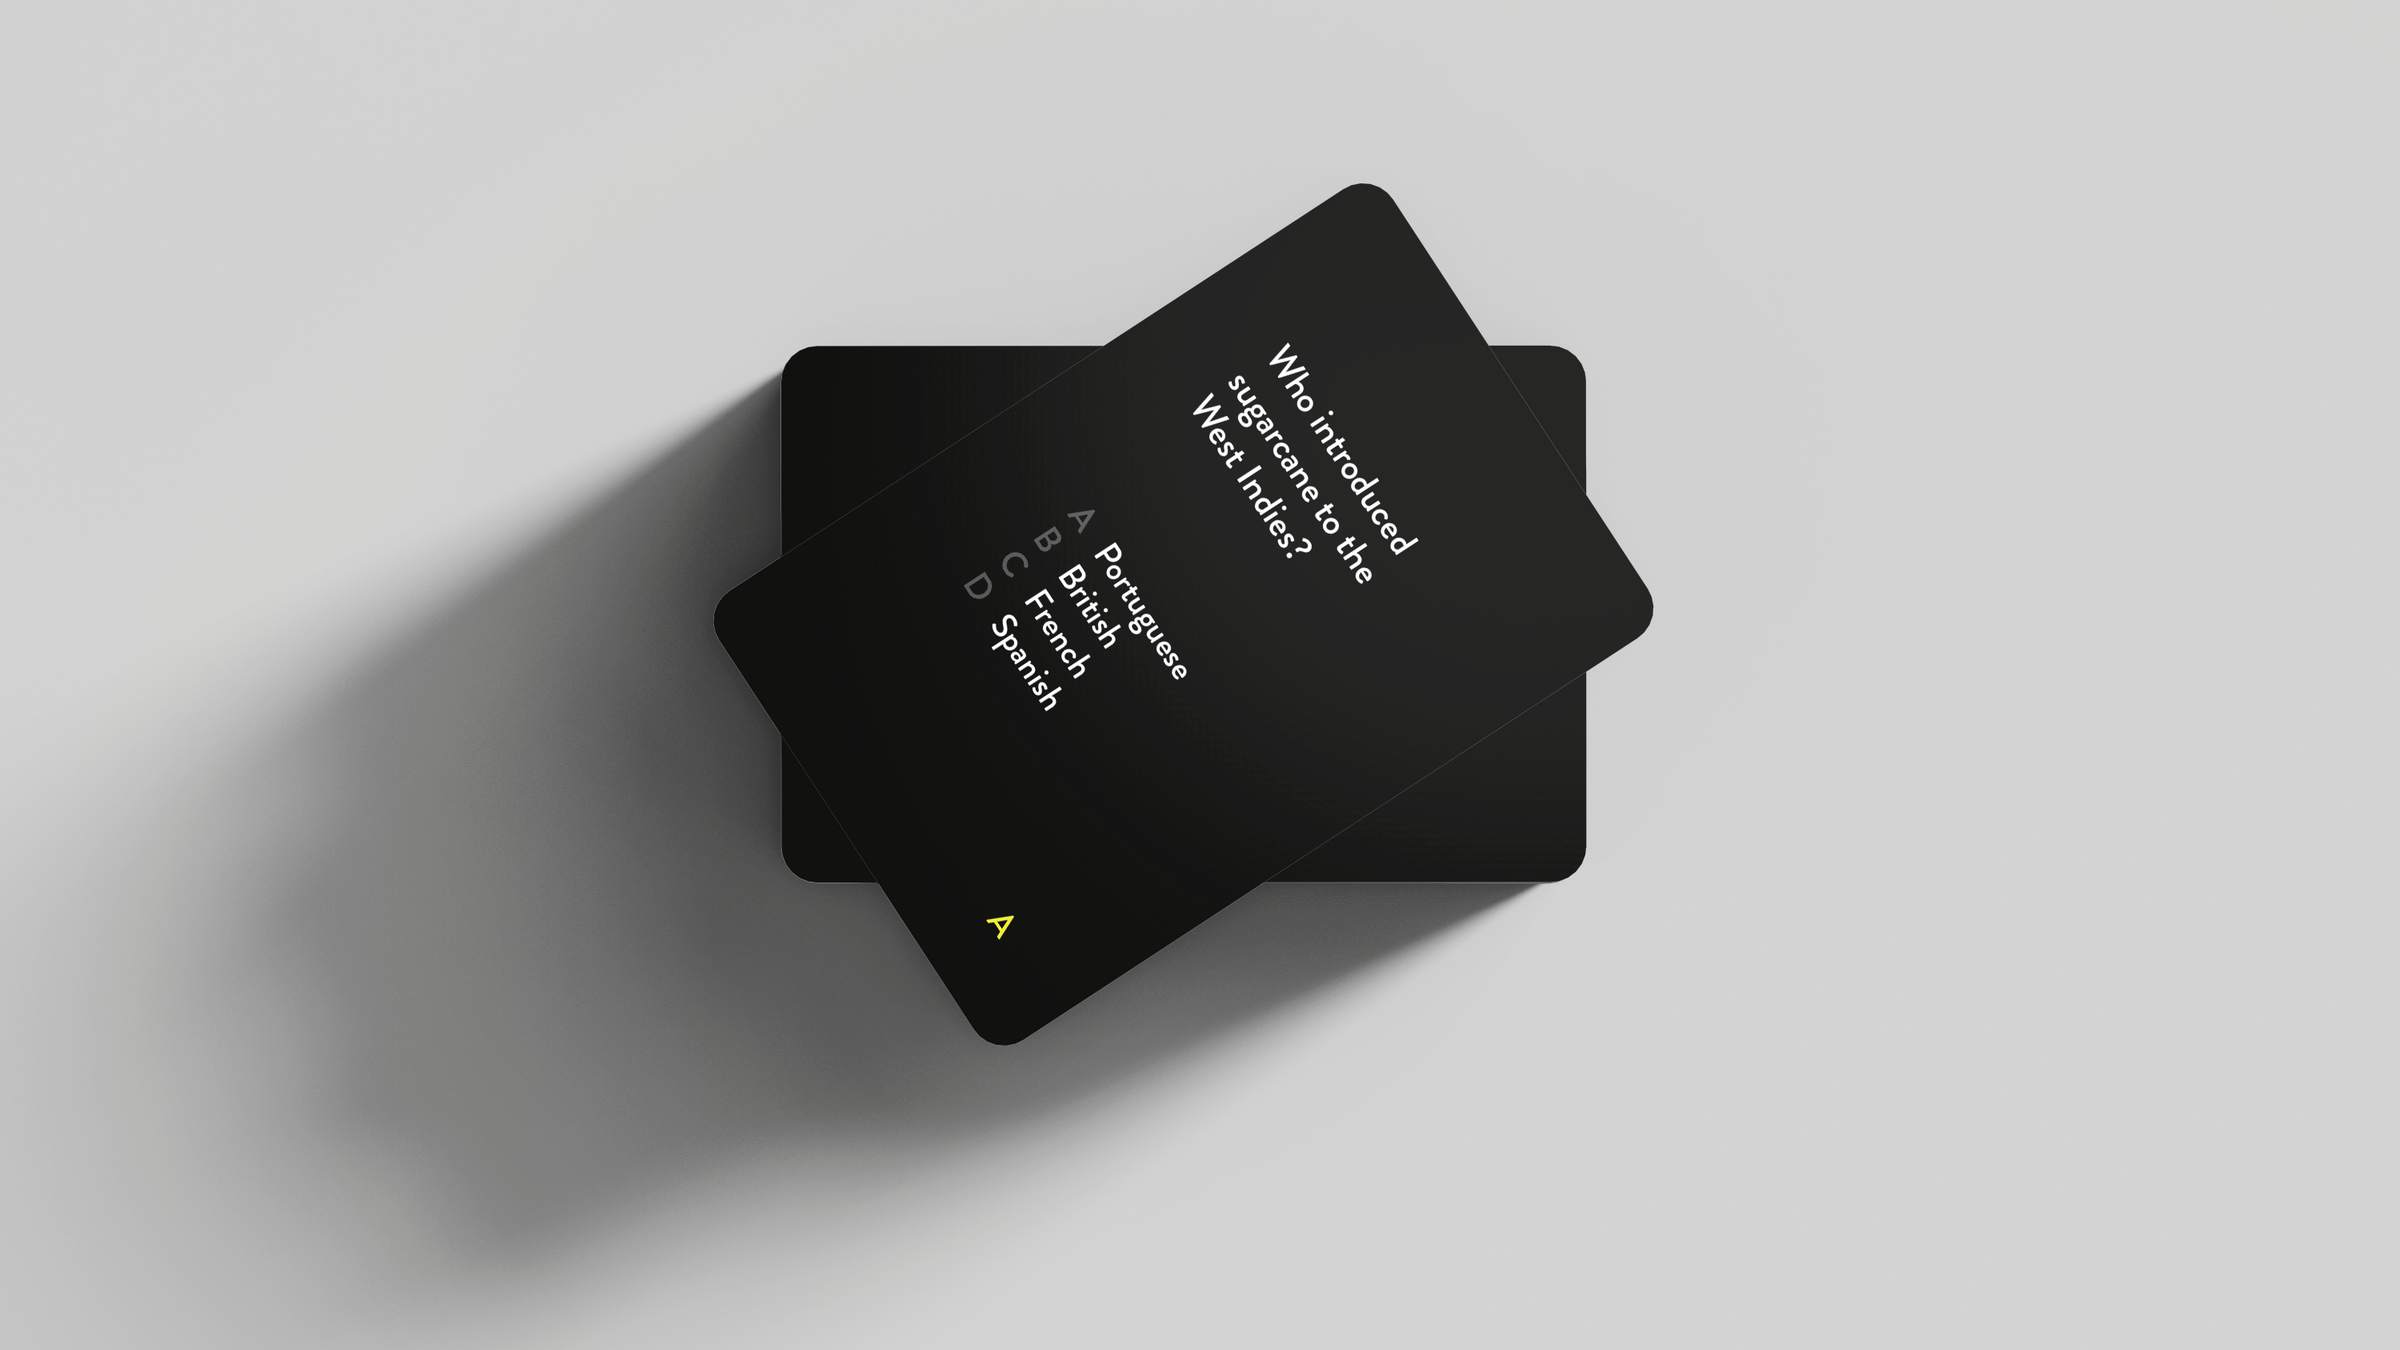 Who introduced
sugarcane to the
West Indies?
A Portuguese
B British
C French
D Spanish
A